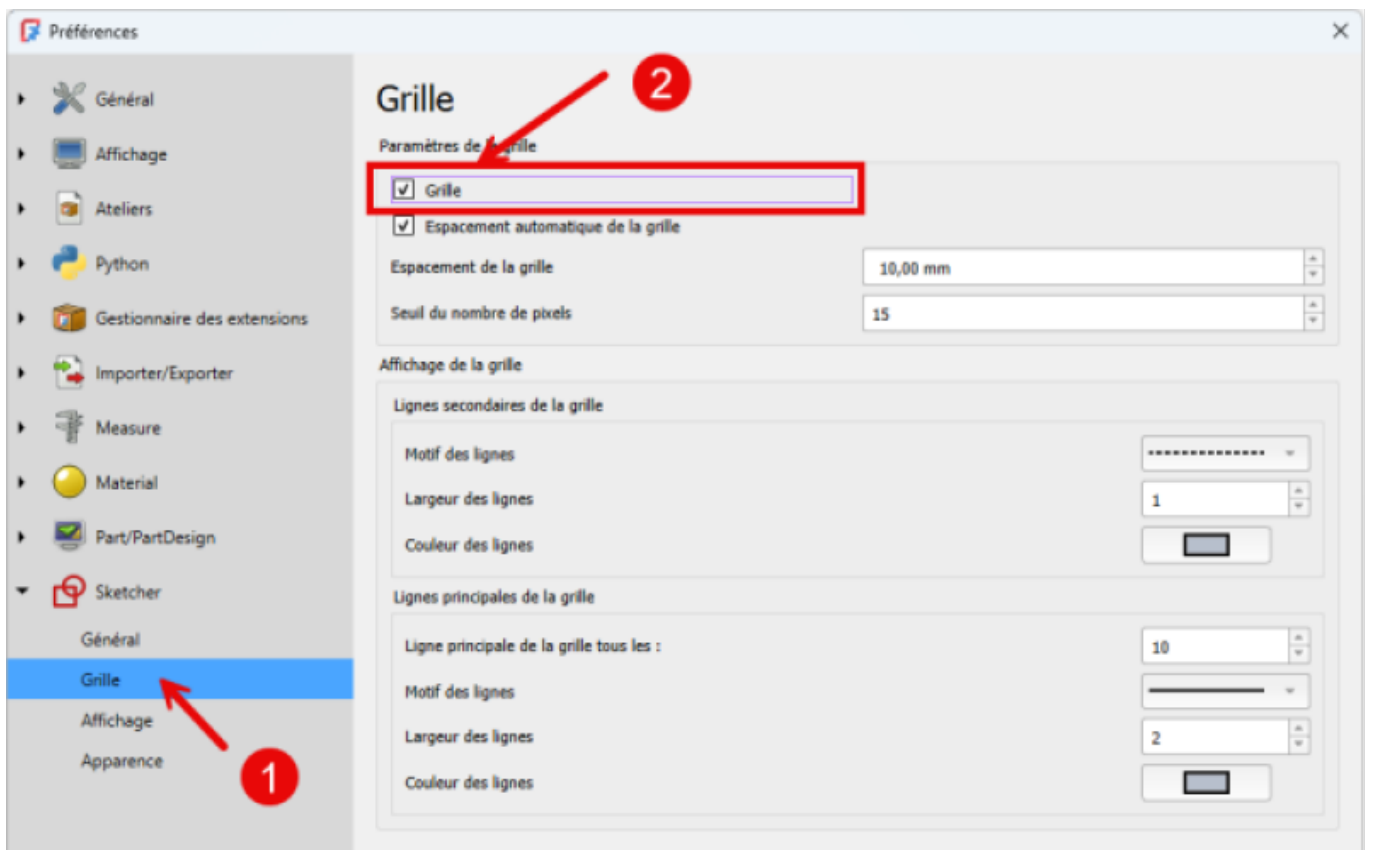 Préférences
Général
Affichage
Ateliers
Python
Gestionnaire des extensions
Importer/Exporter
Measure
Material
Part/PartDesign
Sketcher
Général
Grille
Affichage
Apparence
1
Grille
2
Paramètres de la grille
Grille
Espacement automatique de la grille
Espacement de la grille 10,00 mm
Seuil du nombre de pixels 15
Affichage de la grille
Lignes secondaires de la grille
Motif des lignes
Largeur des lignes 1
Couleur des lignes
Lignes principales de la grille
Ligne principale de la grille tous les : 10
Motif des lignes
Largeur des lignes 2
Couleur des lignes